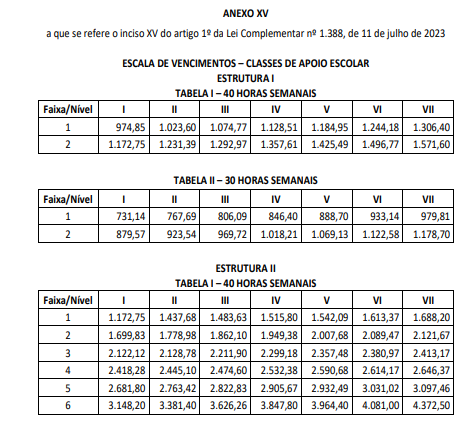 ANEXO XV
a que se refere o inciso XV do artigo 1º da Lei Complementar nº 1.388, de 11 de julho de 2023
ESCALA DE VENCIMENTOS – CLASSES DE APOIO ESCOLAR
ESTRUTURA I
TABELA I – 40 HORAS SEMANAIS
Faixa/Nível I II III IV V VI VII
1 974,85 1.023,60 1.074,77 1.128,51 1.184,95 1.244,18 1.306,40
2 1.172,75 1.231,39 1.292,97 1.357,61 1.425,49 1.496,77 1.571,60
TABELA II – 30 HORAS SEMANAIS
Faixa/Nível I II III IV V VI VII
1 731,14 767,69 806,09 846,40 888,70 933,14 979,81
2 879,57 923,54 969,72 1.018,21 1.069,13 1.122,58 1.178,70
ESTRUTURA II
TABELA I – 40 HORAS SEMANAIS
Faixa/Nível I II III IV V VI VII
1 1.172,75 1.437,68 1.483,63 1.515,80 1.542,09 1.613,37 1.688,20
2 1.699,83 1.778,98 1.862,10 1.949,38 2.007,68 2.089,47 2.121,67
3 2.122,12 2.128,78 2.211,90 2.299,18 2.357,48 2.380,97 2.413,17
4 2.418,28 2.445,10 2.474,60 2.532,38 2.590,68 2.614,17 2.646,37
5 2.681,80 2.763,42 2.822,83 2.905,67 2.932,49 3.031,02 3.097,46
6 3.148,20 3.381,40 3.626,26 3.847,80 3.964,40 4.081,00 4.372,50